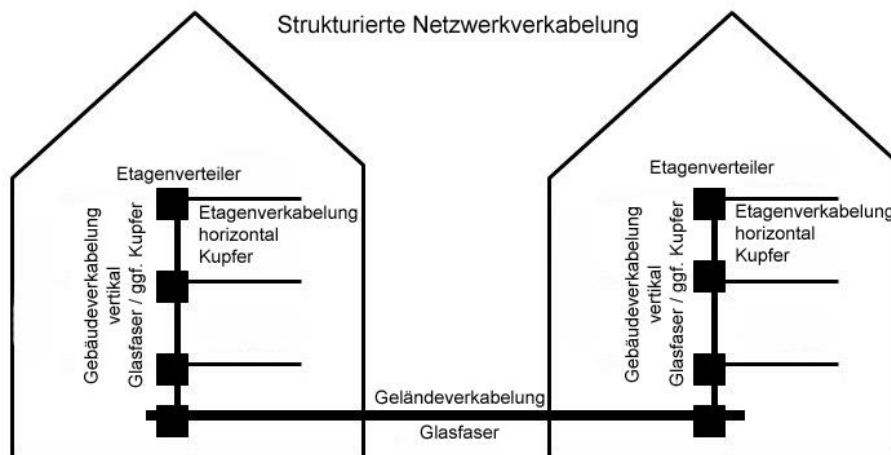 Strukturierte Netzwerkverkabelung
Etagenverteiler
Etagenverkabelung
horizontal
Kupfer
Gebäudeverkabelung
vertikal
Glasfaser / ggf. Kupfer
Etagenverteiler
Etagenverkabelung
horizontal
Kupfer
Gebäudeverkabelung
vertikal
Glasfaser / ggf. Kupfer
Geländeverkabelung
Glasfaser